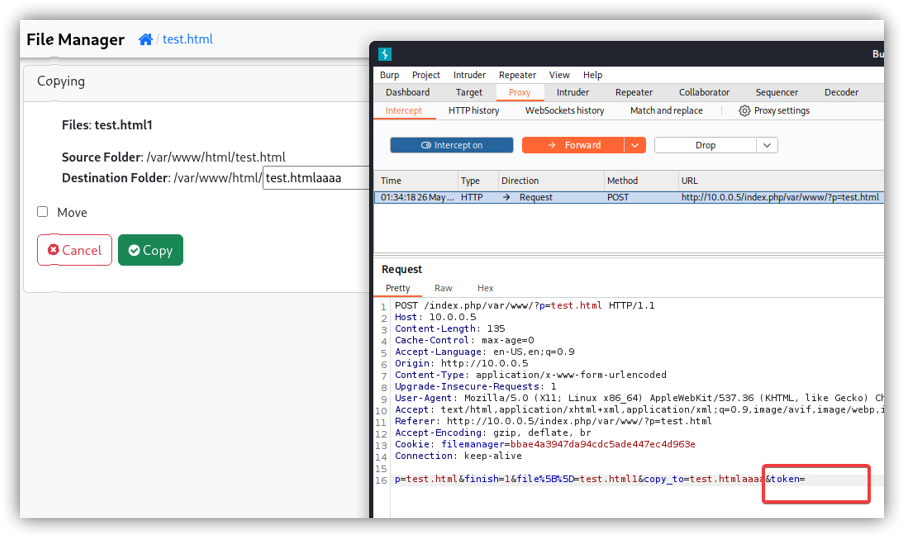 File Manager / test.html
Copying
Files: test.html1
Source Folder: /var/www/html/test.html
Destination Folder: /var/www/html/ test.htmlaaaa
Move
Cancel Copy
Bu
Burp Project Intruder Repeater View Help
Dashboard Target Proxy Intruder Repeater Collaborator Sequencer Decoder
Intercept HTTP history WebSockets history Match and replace Proxy settings
Intercept on Forward Drop
Time Type Direction Method URL
01:34:18 26 May ... HTTP → Request POST http://10.0.0.5/index.php/var/www/?p=test.html
Request
Pretty Raw Hex
1 POST /index.php/var/www/?p=test.html HTTP/1.1
2 Host: 10.0.0.5
3 Content-Length: 135
4 Cache-Control: max-age=0
5 Accept-Language: en-US,en;q=0.9
6 Origin: http://10.0.0.5
7 Content-Type: application/x-www-form-urlencoded
8 Upgrade-Insecure-Requests: 1
9 User-Agent: Mozilla/5.0 (X11; Linux x86_64) AppleWebKit/537.36 (KHTML, like Gecko) Ch
10 Accept: text/html,application/xhtml+xml,application/xml;q=0.9,image/avif,image/webp,i
11 Referer: http://10.0.0.5/index.php/var/www/?p=test.html
12 Accept-Encoding: gzip, deflate, br
13 Cookie: filemanager=bbae4a3947da94cdc5ade447ec4d963e
14 Connection: keep-alive
15
16 p=test.html&finish=1&file%5B%5D=test.html1&copy_to=test.htmlaaaa&token=